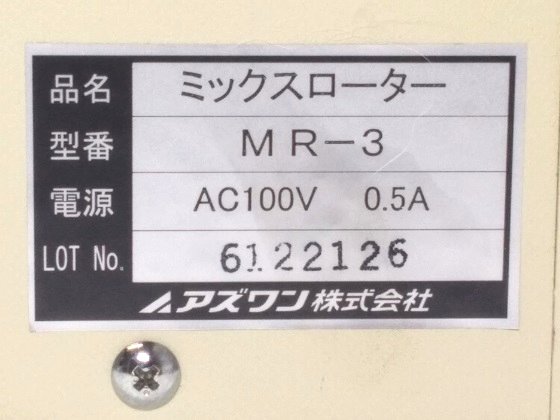 品名 ミックスローター
型番 MR-3
電源 AC100V 0.5A
LOT No. 6122126
アズワン株式会社